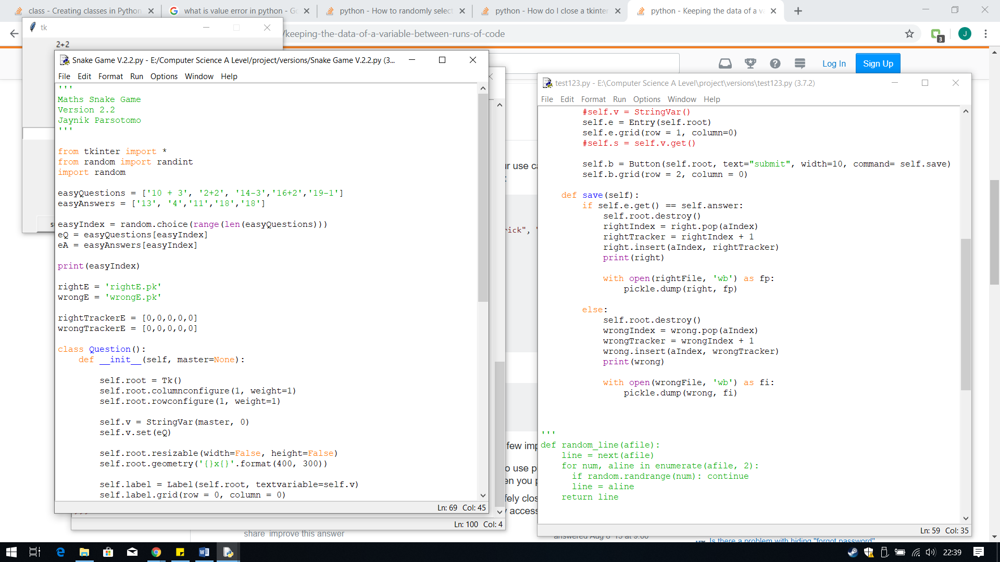 class - Creating classes in Python
what is value error in python - Go
python - How to randomly select
python - How do I close a tkinter
python - Keeping the data of a va
/keeping-the-data-of-a-variable-between-runs-of-code
3
J
tk
2+2
Log In
Sign Up
Snake Game V.2.2.py - E:/Computer Science A Level/project/versions/Snake Game V.2.2.py (3...
File Edit Format Run Options Window Help
'''
Maths Snake Game
Version 2.2
Jaynik Parsotomo
'''
from tkinter import *
from random import randint
import random
easyQuestions = ['10 + 3', '2+2', '14-3','16+2','19-1']
easyAnswers = ['13', '4','11','18','18']
easyIndex = random.choice(range(len(easyQuestions)))
eQ = easyQuestions[easyIndex]
eA = easyAnswers[easyIndex]
print(easyIndex)
rightE = 'rightE.pk'
wrongE = 'wrongE.pk'
rightTrackerE = [0,0,0,0,0]
wrongTrackerE = [0,0,0,0,0]
class Question():
def __init__(self, master=None):
self.root = Tk()
self.root.columnconfigure(1, weight=1)
self.root.rowconfigure(1, weight=1)
self.v = StringVar(master, 0)
self.v.set(eQ)
self.root.resizable(width=False, height=False)
self.root.geometry('{}x{}'.format(400, 300))
self.label = Label(self.root, textvariable=self.v)
self.label.grid(row = 0, column = 0)
Ln: 69 Col: 45
Ln: 100 Col: 4
share improve this answer
r use ca
rick", "
few imp
o use p
en you p
fely clos
y access
test123.py - E:\Computer Science A Level\project\versions\test123.py (3.7.2)
File Edit Format Run Options Window Help
#self.v = StringVar()
self.e = Entry(self.root)
self.e.grid(row = 1, column=0)
#self.s = self.v.get()
self.b = Button(self.root, text="submit", width=10, command= self.save)
self.b.grid(row = 2, column = 0)
def save(self):
if self.e.get() == self.answer:
self.root.destroy()
rightIndex = right.pop(aIndex)
rightTracker = rightIndex + 1
right.insert(aIndex, rightTracker)
print(right)
with open(rightFile, 'wb') as fp:
pickle.dump(right, fp)
else:
self.root.destroy()
wrongIndex = wrong.pop(aIndex)
wrongTracker = wrongIndex + 1
wrong.insert(aIndex, wrongTracker)
print(wrong)
with open(wrongFile, 'wb') as fi:
pickle.dump(wrong, fi)
'''
def random_line(afile):
line = next(afile)
for num, aline in enumerate(afile, 2):
if random.randrange(num): continue
line = aline
return line
Ln: 59 Col: 35
answered Aug 8 '13 at 9:00
Is there a problem with hiding "forgot password"
22:39